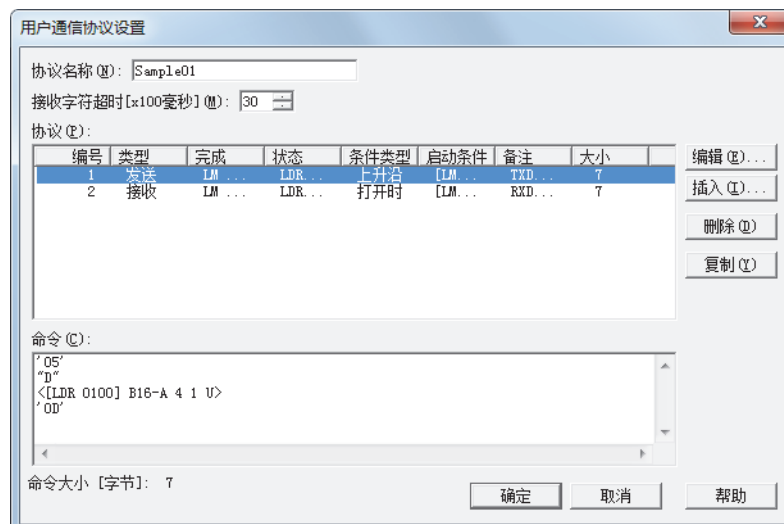 用户通信协议设置
协议名称(N): Sample01
接收字符超时[x100毫秒](M): 30
协议(P):
编号 类型 完成 状态 条件类型 启动条件 备注 大小
1 发送 LM ... LDR... 上升沿 [LM... TXD... 7
2 接收 LM ... LDR... 打开时 [LM... RXD... 7
编辑(E)...
插入(I)...
删除(D)
复制(Y)
命令(C):
'05'
"D"
<[LDR 0100] B16-A 4 1 U>
'0D'
命令大小 [字节]: 7
确定 取消 帮助